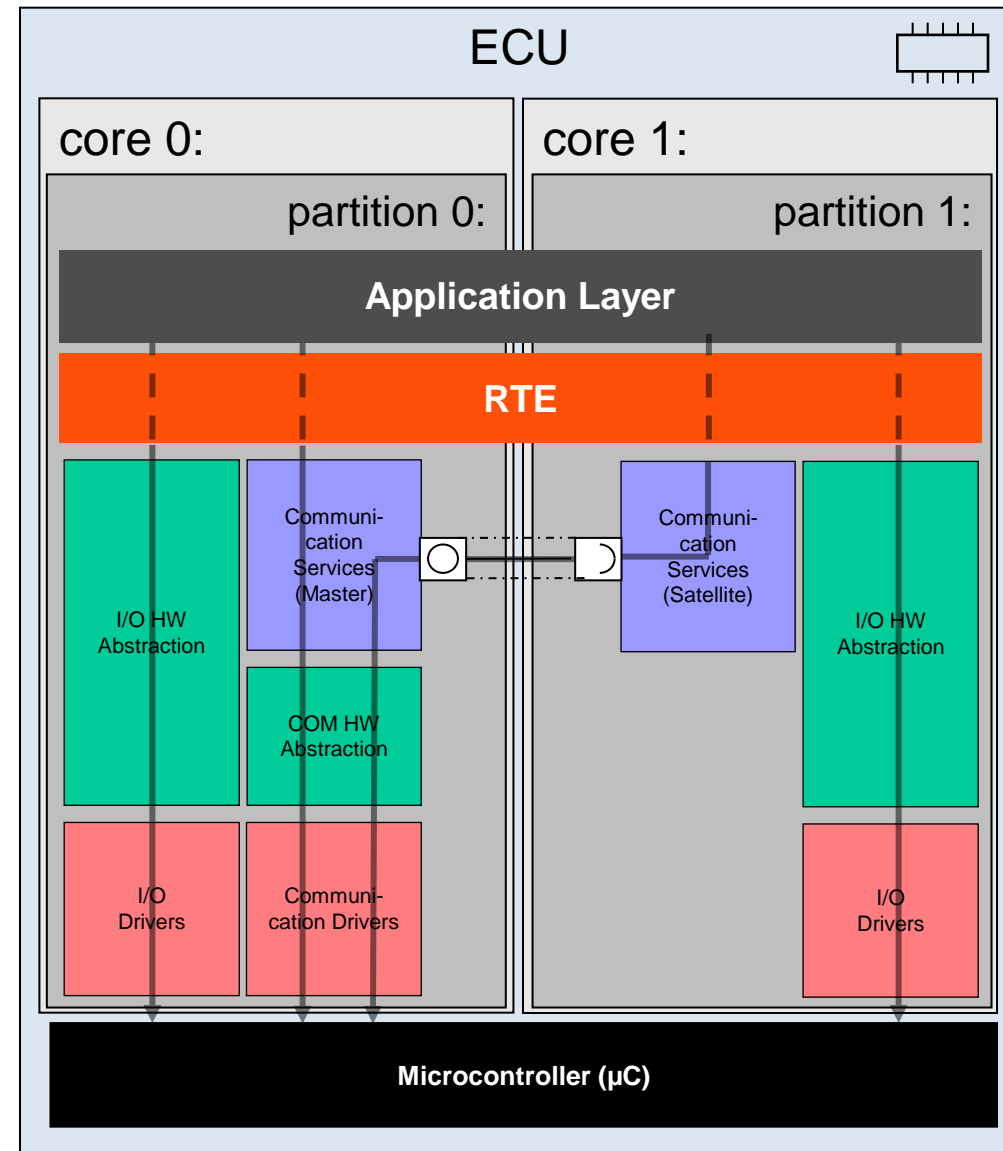 ECU
core 0:
core 1:
partition 0:
partition 1:
Application Layer
RTE
I/O HW
Abstraction
Communi-
cation
Services
(Master)
Communi-
cation
Services
(Satellite)
I/O HW
Abstraction
COM HW
Abstraction
I/O
Drivers
Communi-
cation Drivers
I/O
Drivers
Microcontroller (µC)